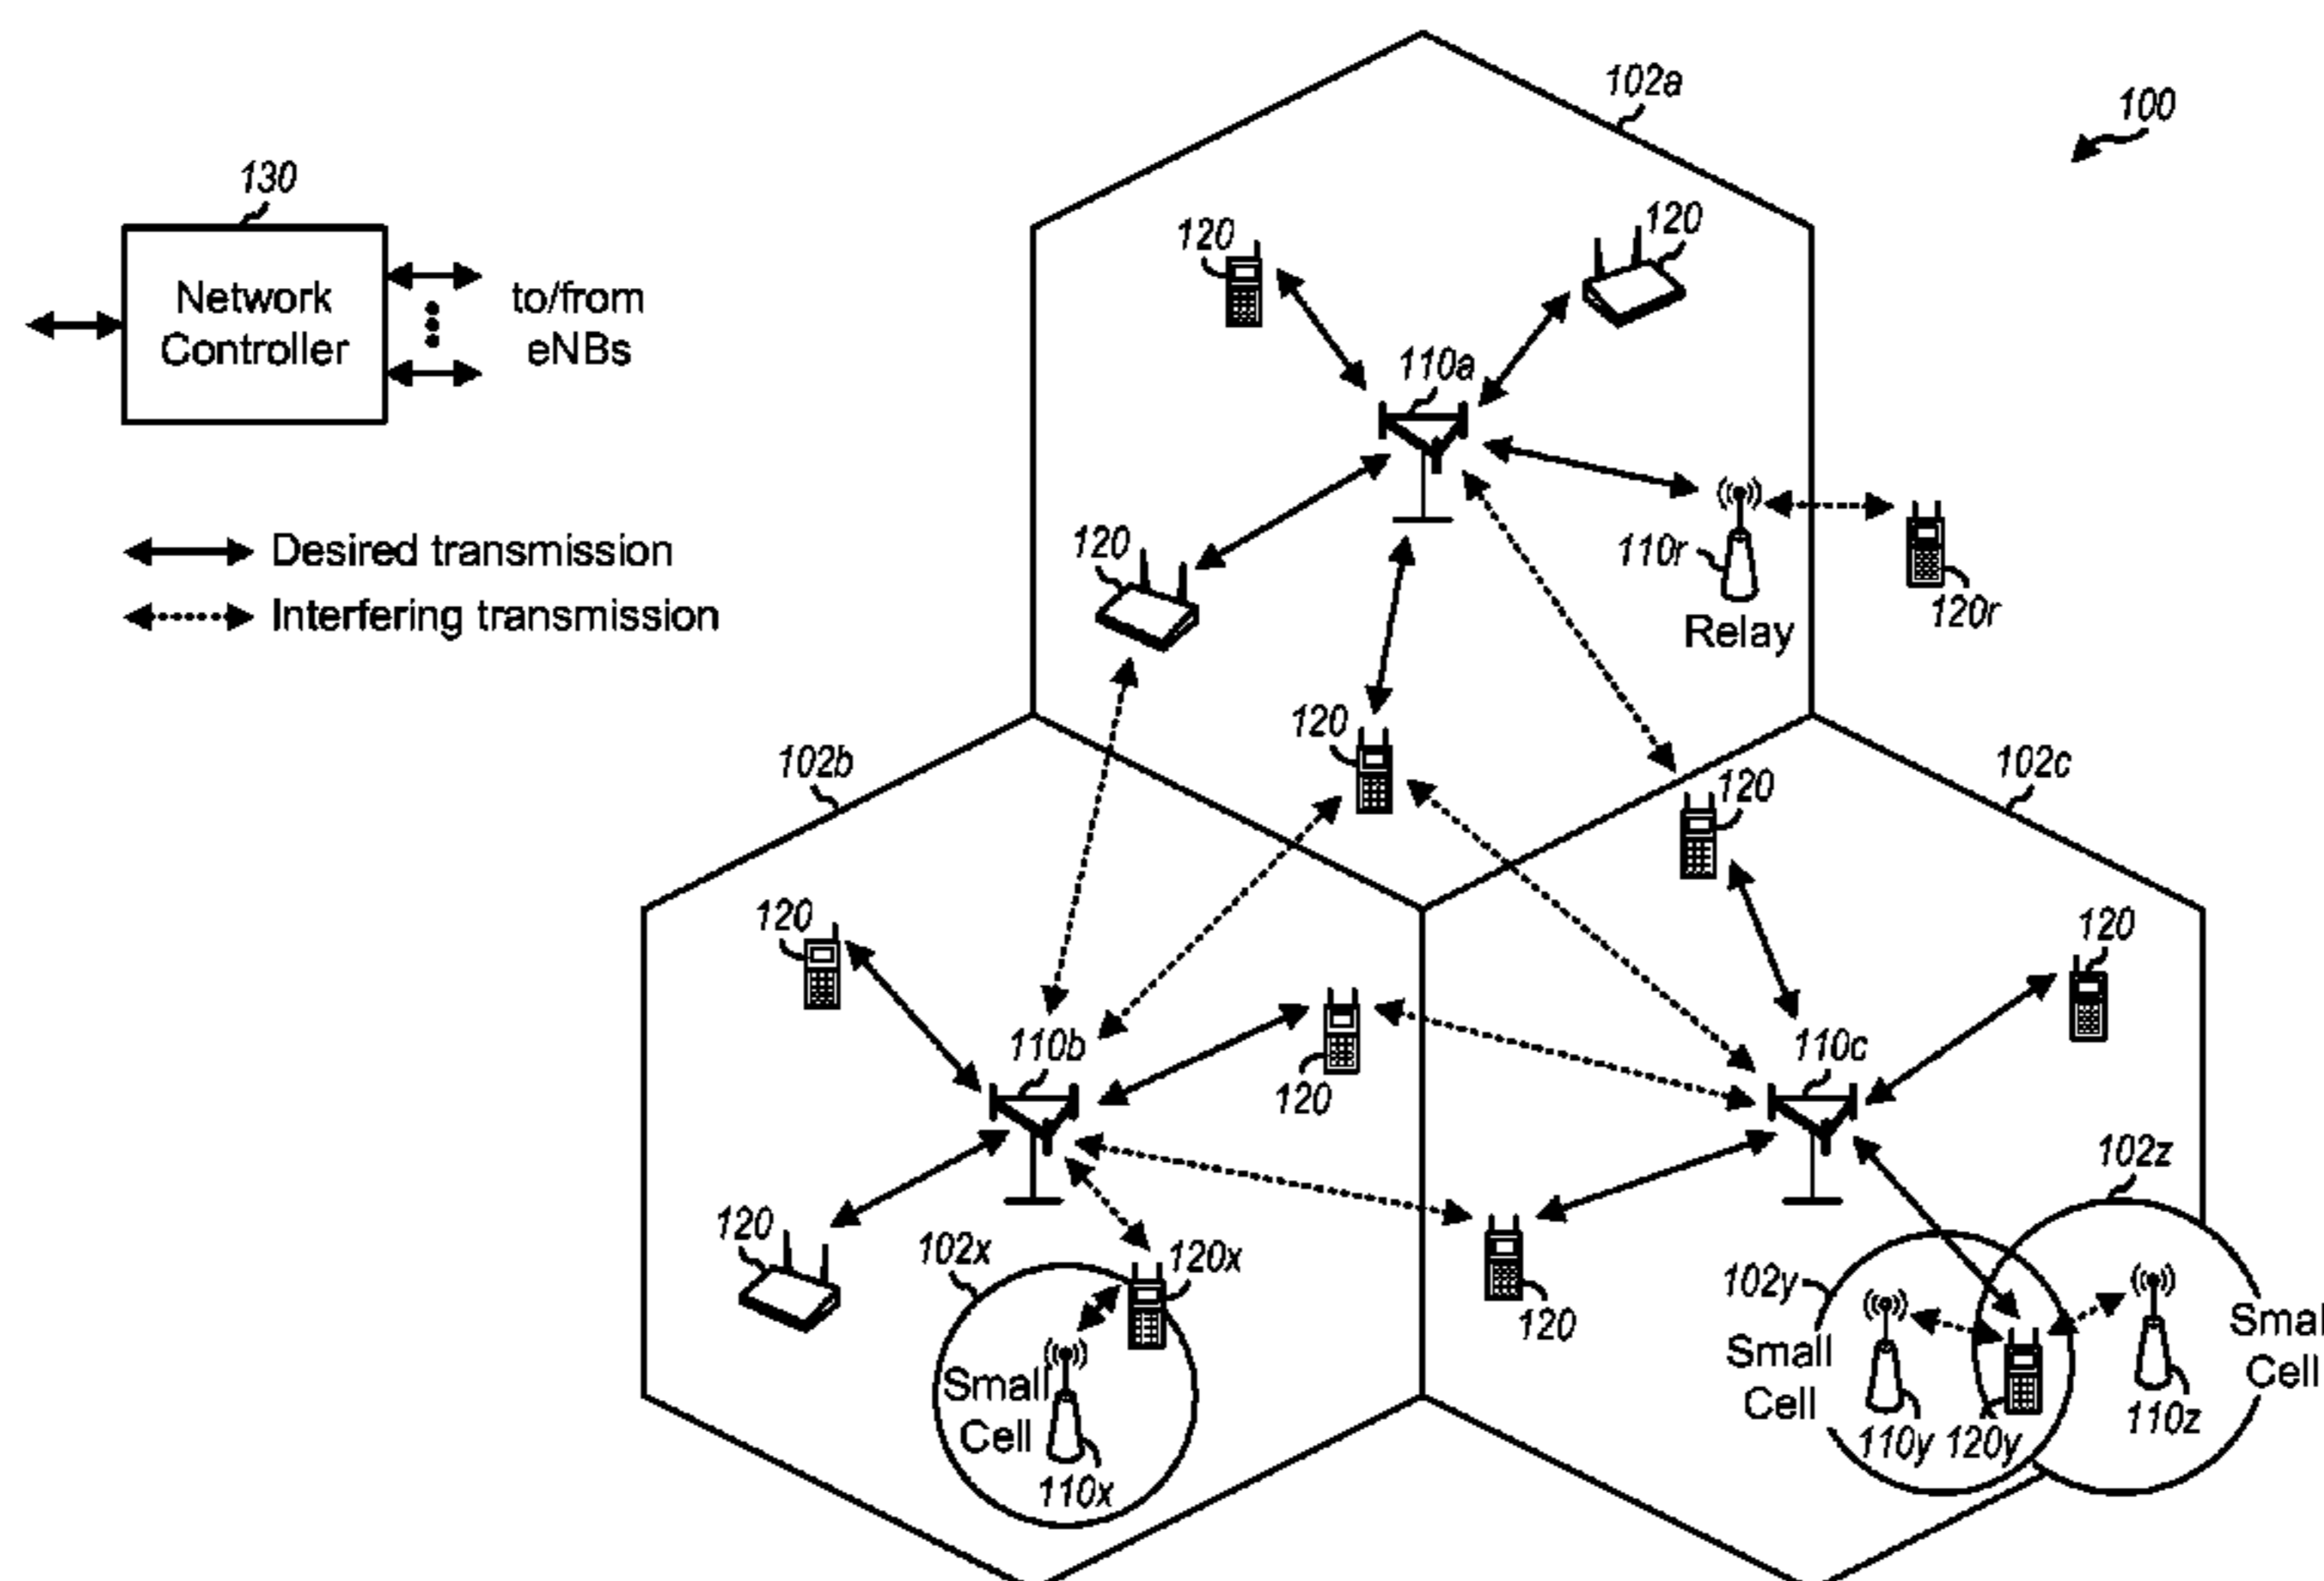 102a
100
130
120
120
Network
Controller
to/from
eNBs
110a
Desired transmission
Interfering transmission
120
110r
120r
Relay
120
102b
102c
120
120
120
110b
110c
120
102z
120
102x
120x
102y
120
Small
Cell
Small
Cell
Small
Cell
110z
110y
120y
110x